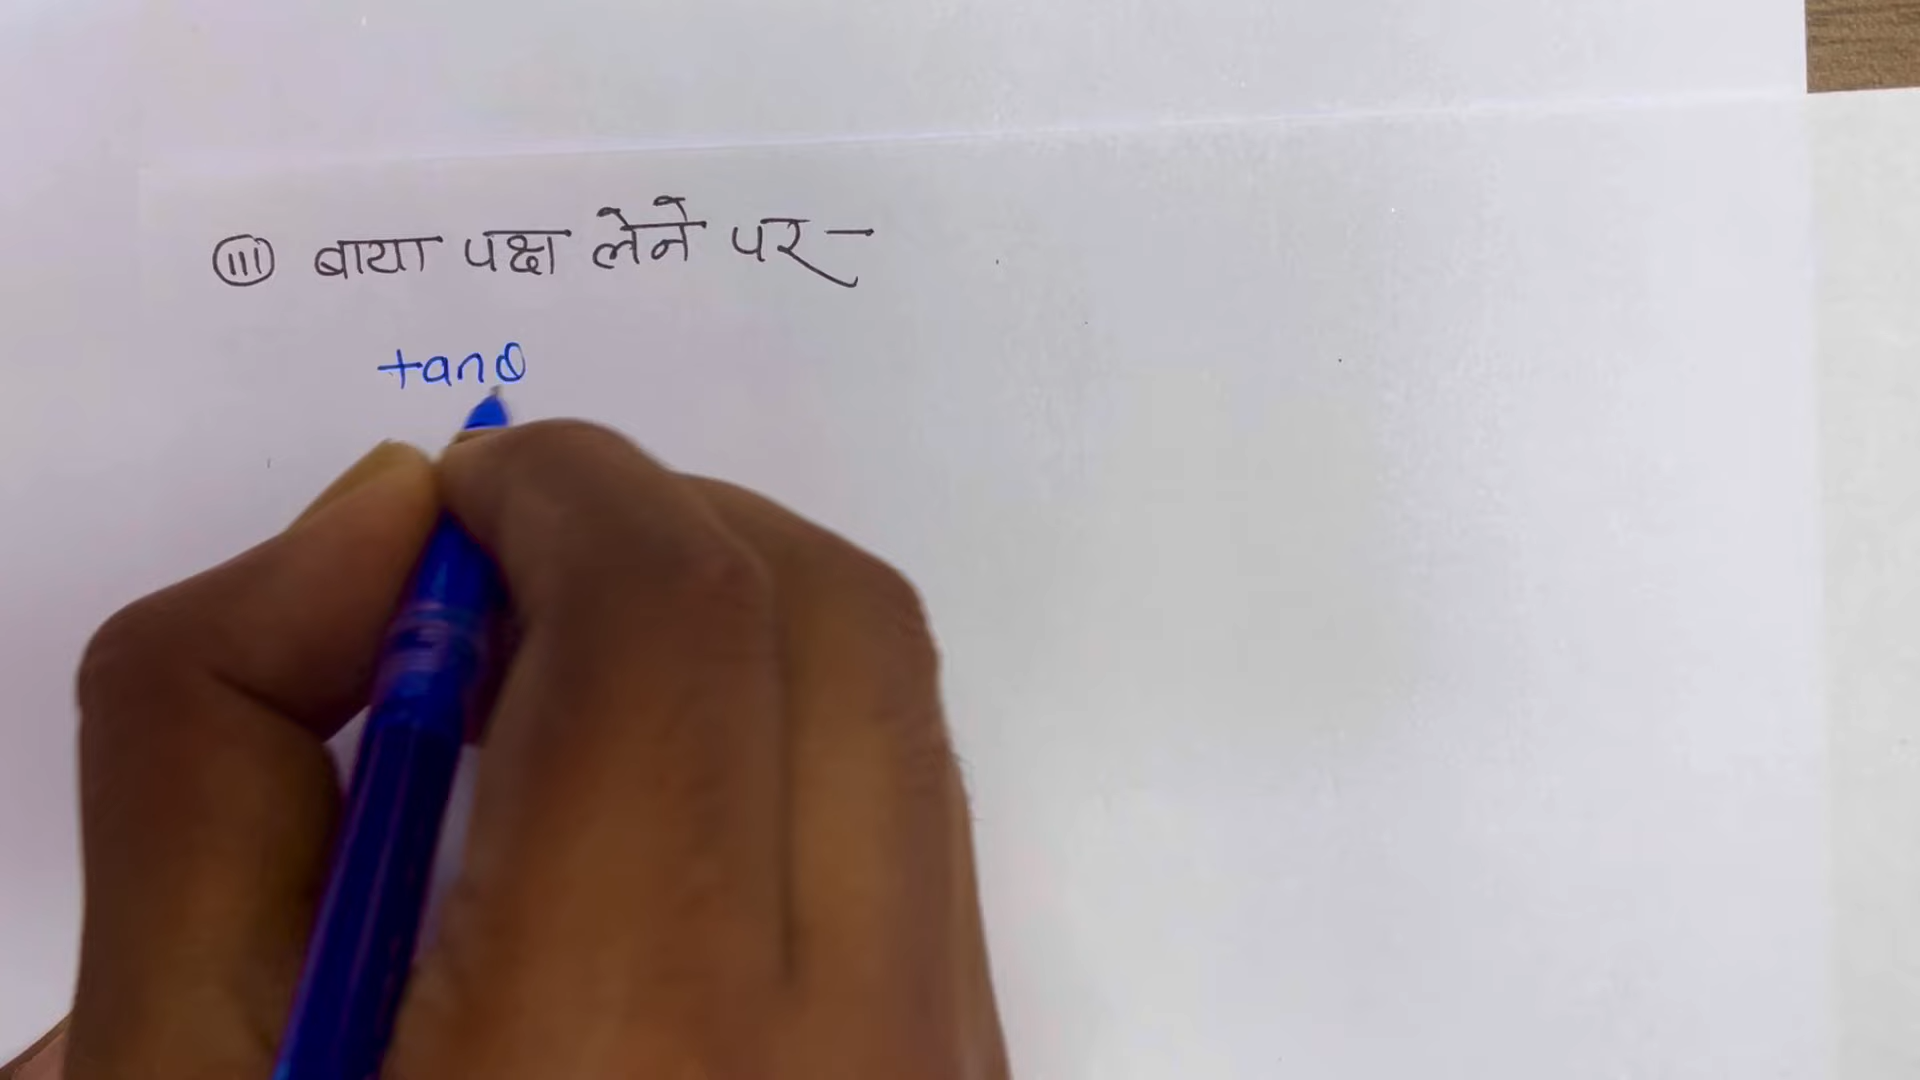 (iii) बाया पक्ष लेने पर -
tanθ